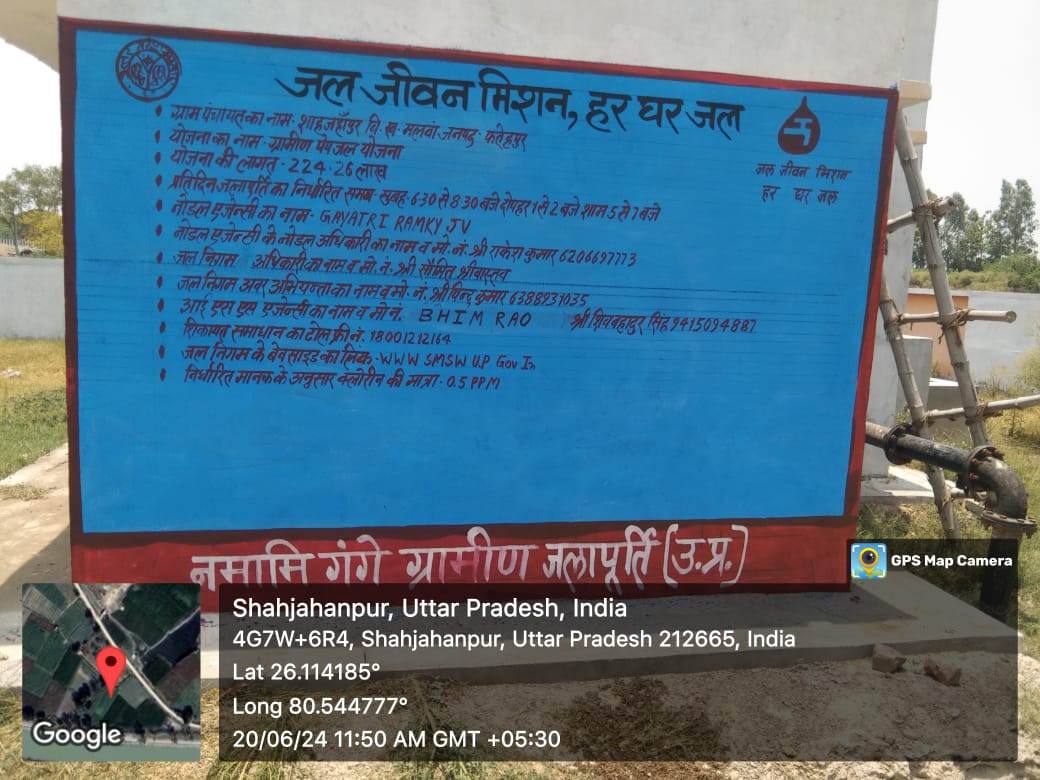 जल जीवन मिशन, हर घर जल
ग्राम पंचायत का नाम- शाहजहाँपुर वि. ख- मलवां जनपद- फतेहपुर
योजना का नाम- ग्रामीण पेयजल योजना
योजना की लागत- 224.26 लाख
प्रतिदिन जलापूर्ति का निर्धारित समय- सुबह- 6:30 से 8:30 बजे दोपहर 1 से 2 बजे शाम 5 से 7 बजे
नोडल एजेन्सी का नाम- GAYATRI RAMKY JV
नोडल एजेन्सी के नोडल अधिकारी का नाम व मो. नं. श्री राकेश कुमार 6206697773
जल निगम अधिकारी का नाम व मो. नं. श्री सौमित्र श्रीवास्तव
जल निगम अवर अभियन्ता का नाम व मो. नं. श्री पिन्टू कुमार 6388931035
आई एस एस एजेन्सी का नाम व मो नं. BHIM RAO श्री शिवबहादुर सिंह 9415094887
शिकायत समाधान का टोल फ्री नं. 18001212164
जल निगम के वेबसाइड का लिंक- WWW SMSW U.P Gov In
निर्धारित मानक के अनुसार क्लोरीन की मात्रा- 0.5 PPM
जल जीवन मिशन
हर घर जल
नमामि गंगे ग्रामीण जलापूर्ति (उ.प्र.)
GPS Map Camera
Shahjahanpur, Uttar Pradesh, India
4G7W+6R4, Shahjahanpur, Uttar Pradesh 212665, India
Lat 26.114185°
Long 80.544777°
20/06/24 11:50 AM GMT +05:30
Google